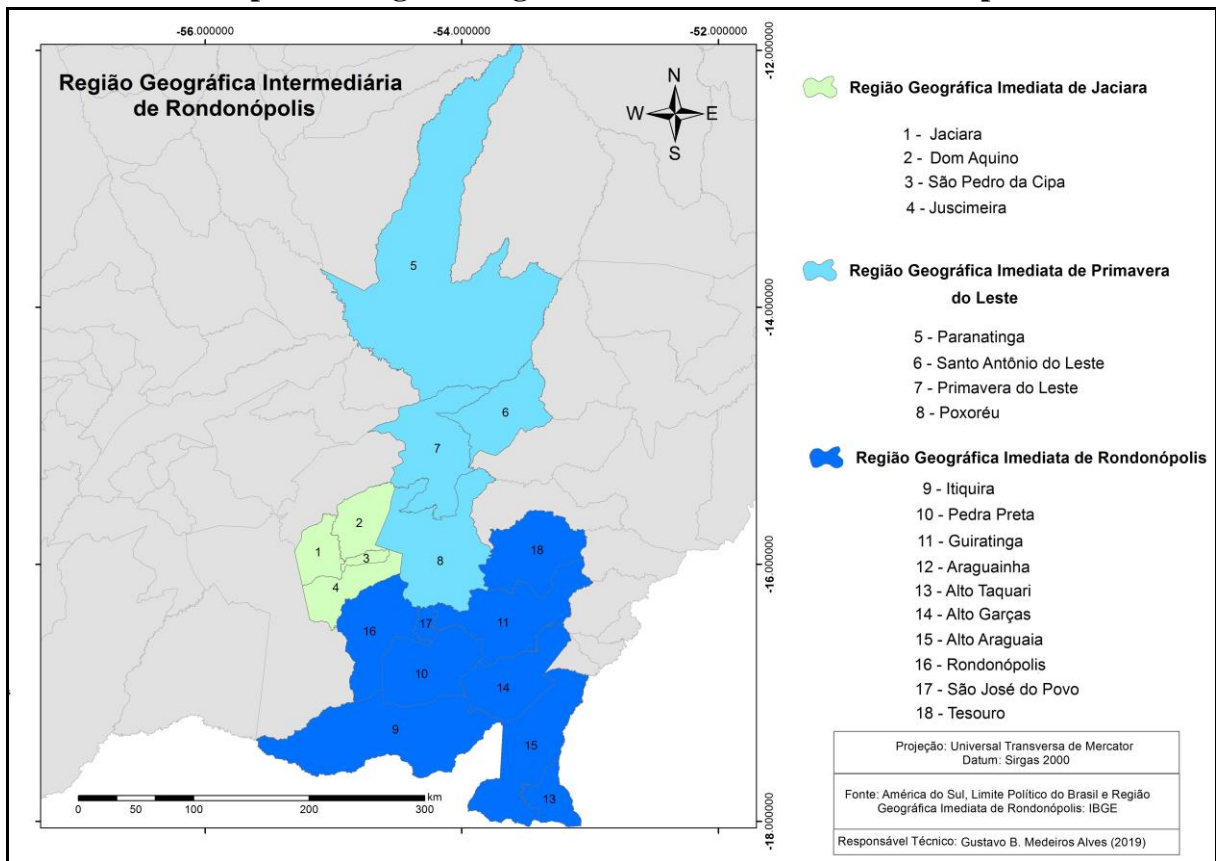 -56.000000
-54.000000
-52.000000
-12.000000
-14.000000
-16.000000
-18.000000
Região Geográfica Intermediária
de Rondonópolis
N
W
E
S
5
6
7
2
1
3
8
18
4
16
17
11
10
14
9
15
13
km
0
50
100
200
300
Região Geográfica Imediata de Jaciara
1 - Jaciara
2 - Dom Aquino
3 - São Pedro da Cipa
4 - Juscimeira
Região Geográfica Imediata de Primavera
do Leste
5 - Paranatinga
6 - Santo Antônio do Leste
7 - Primavera do Leste
8 - Poxoréu
Região Geográfica Imediata de Rondonópolis
9 - Itiquira
10 - Pedra Preta
11 - Guiratinga
12 - Araguainha
13 - Alto Taquari
14 - Alto Garças
15 - Alto Araguaia
16 - Rondonópolis
17 - São José do Povo
18 - Tesouro
Projeção: Universal Transversa de Mercator
Datum: Sirgas 2000
Fonte: América do Sul, Limite Político do Brasil e Região
Geográfica Imediata de Rondonópolis: IBGE
Responsável Técnico: Gustavo B. Medeiros Alves (2019)